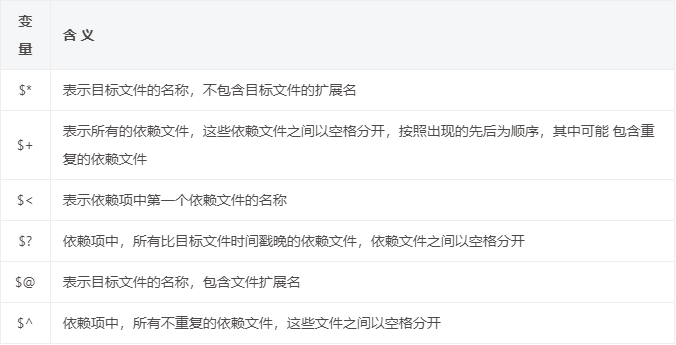 变
量
含 义
$*
表示目标文件的名称，不包含目标文件的扩展名
$+
表示所有的依赖文件，这些依赖文件之间以空格分开，按照出现的先后为顺序，其中可能 包含重
复的依赖文件
$<
表示依赖项中第一个依赖文件的名称
$?
依赖项中，所有比目标文件时间戳晚的依赖文件，依赖文件之间以空格分开
$@
表示目标文件的名称，包含文件扩展名
$^
依赖项中，所有不重复的依赖文件，这些文件之间以空格分开